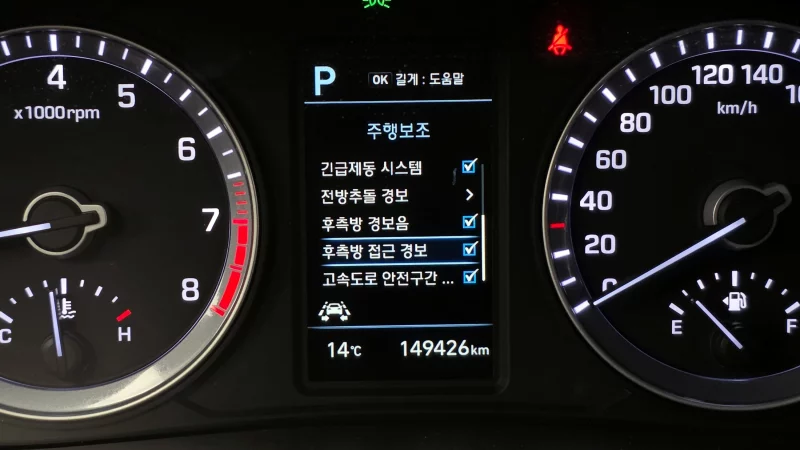 P
OK 길게 : 도움말
주행보조
긴급제동 시스템
전방추돌 경보
후측방 경보음
후측방 접근 경보
고속도로 안전구간 ...
14℃ 149426km
4
5
6
7
8
x1000rpm
C H
0
20
40
60
80
100
120
140
km/h
E F